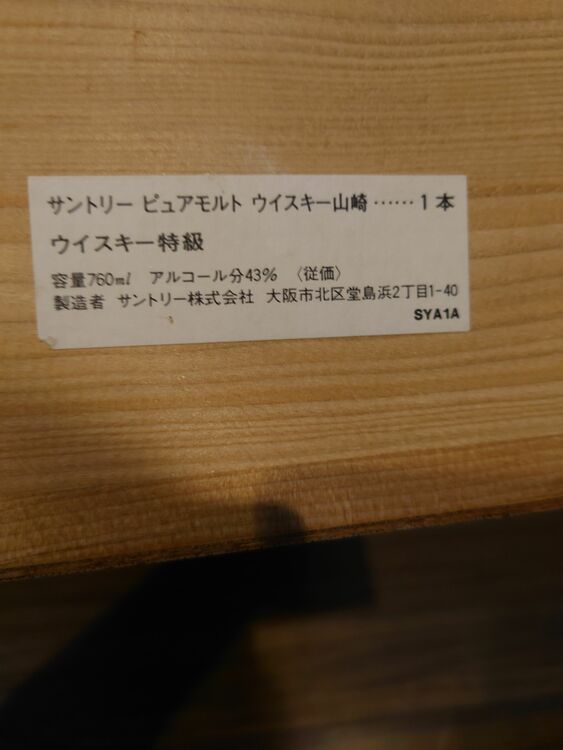 サントリー ピュアモルト ウイスキー山崎……1本
ウイスキー特級
容量760ml アルコール分43% 〈従価〉
製造者 サントリー株式会社 大阪市北区堂島浜2丁目1-40
SYA1A